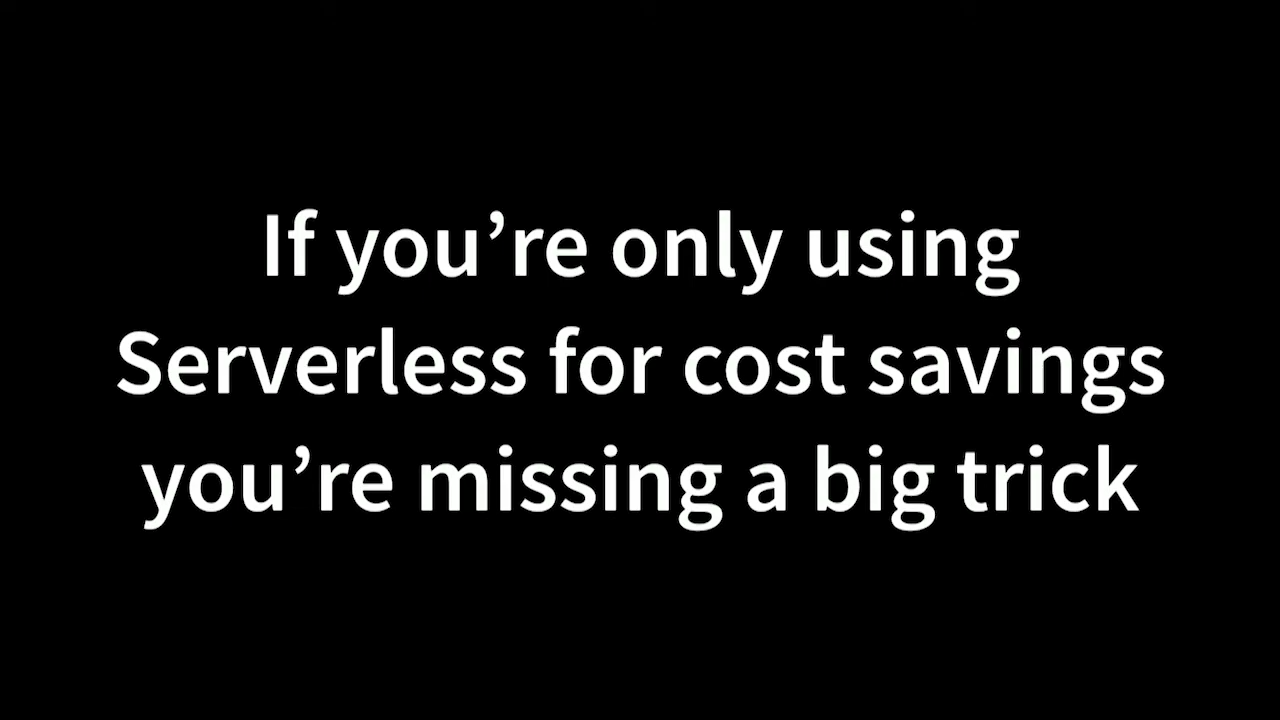 If you’re only using
Serverless for cost savings
you’re missing a big trick